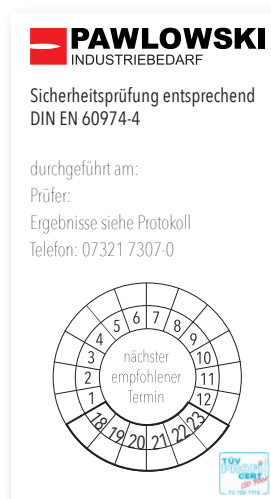 PAWLOWSKI
INDUSTRIEBEDARF
Sicherheitsprüfung entsprechend
DIN EN 60974-4
durchgeführt am:
Prüfer:
Ergebnisse siehe Protokoll
Telefon: 07321 7307-0
1 2 3 4 5 6 7 8 9 10 11 12
nächster
empfohlener
Termin
18 19 20 21 22 23
TÜV
PROFI
CERT